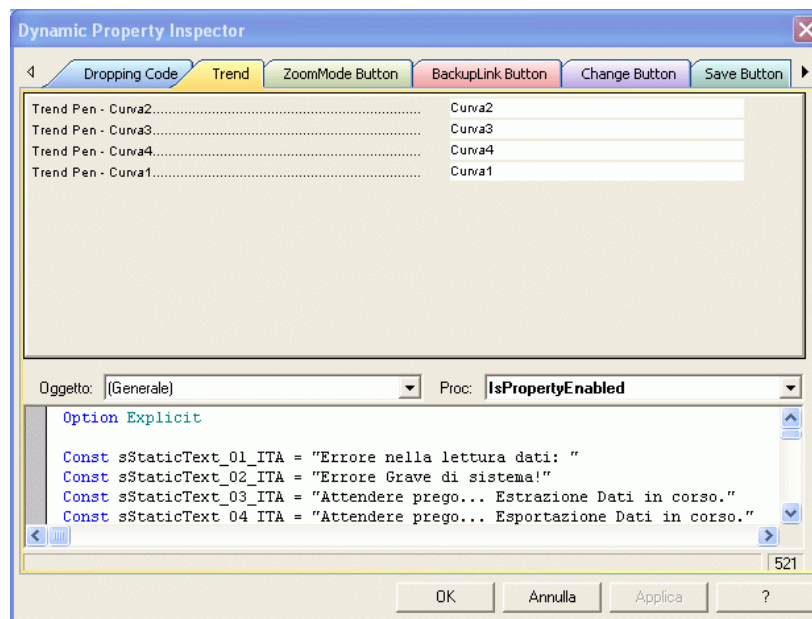 Dynamic Property Inspector
Dropping Code Trend ZoomMode Button BackupLink Button Change Button Save Button
Trend Pen - Curva2 Curva2
Trend Pen - Curva3 Curva3
Trend Pen - Curva4 Curva4
Trend Pen - Curva1 Curva1
Oggetto: (Generale) Proc: IsPropertyEnabled
Option Explicit
Const sStaticText_01_ITA = "Errore nella lettura dati: "
Const sStaticText_02_ITA = "Errore Grave di sistema!"
Const sStaticText_03_ITA = "Attendere prego... Estrazione Dati in corso."
Const sStaticText_04_ITA = "Attendere prego... Esportazione Dati in corso."
521
OK Annulla Applica ?